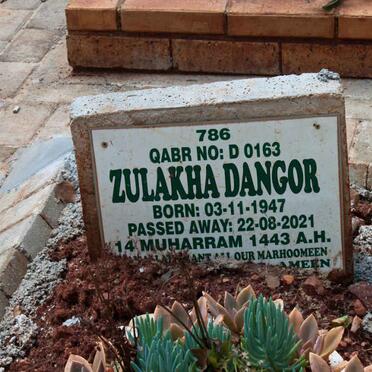 786
QABR NO: D 0163
ZULAKHA DANGOR
BORN: 03-11-1947
PASSED AWAY: 22-08-2021
14 MUHARRAM 1443 A.H.
ALL OUR MARHOOMEEN
AMEEN